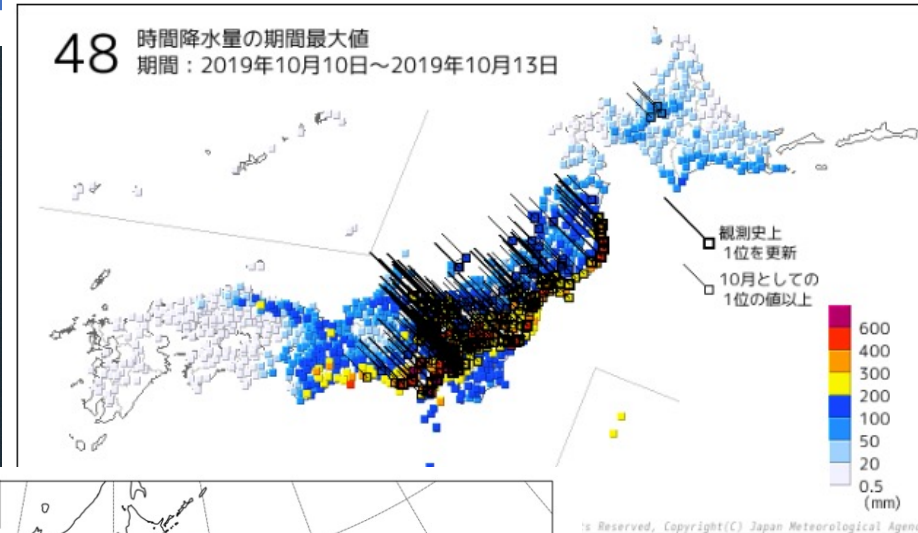 48 時間降水量の期間最大値
期間：2019年10月10日～2019年10月13日
観測史上
1位を更新
10月としての
1位の値以上
600
400
300
200
100
50
20
0.5
(mm)
s Reserved, Copyright(C) Japan Meteorological Agenc